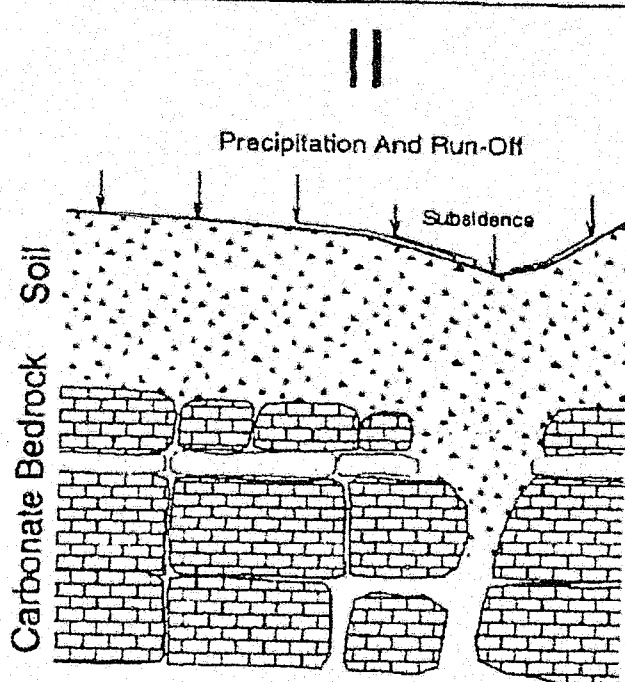 II
Precipitation And Run-Off
Subsidence
Soil
Carbonate Bedrock